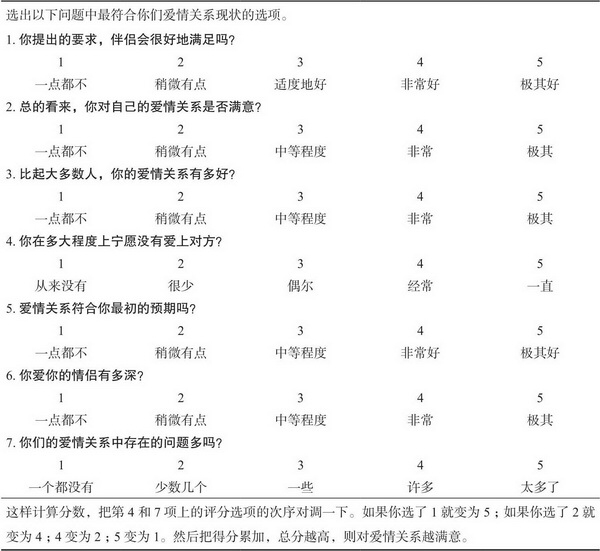 选出以下问题中最符合你们爱情关系现状的选项。
1. 你提出的要求，伴侣会很好地满足吗？
1 2 3 4 5
一点都不 稍微有点 适度地好 非常好 极其好
2. 总的看来，你对自己的爱情关系是否满意？
1 2 3 4 5
一点都不 稍微有点 中等程度 非常 极其
3. 比起大多数人，你的爱情关系有多好？
1 2 3 4 5
一点都不 稍微有点 中等程度 非常 极其
4. 你在多大程度上宁愿没有爱上对方？
1 2 3 4 5
从来没有 很少 偶尔 经常 一直
5. 爱情关系符合你最初的预期吗？
1 2 3 4 5
一点都不 稍微有点 中等程度 非常好 极其好
6. 你爱你的情侣有多深？
1 2 3 4 5
一点都不 稍微有点 中等程度 非常 极其
7. 你们的爱情关系中存在的问题多吗？
1 2 3 4 5
一个都没有 少数几个 一些 许多 太多了
这样计算分数，把第 4 和 7 项上的评分选项的次序对调一下。如果你选了 1 就变为 5；如果你选了 2 就
变为 4；4 变为 2；5 变为 1。然后把得分累加，总分越高，则对爱情关系越满意。